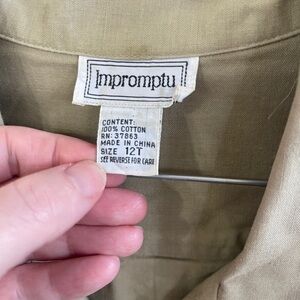 Impromptu
CONTENT:
100% COTTON
RN: 37863
MADE IN CHINA
SIZE 12T
SEE REVERSE FOR CARE